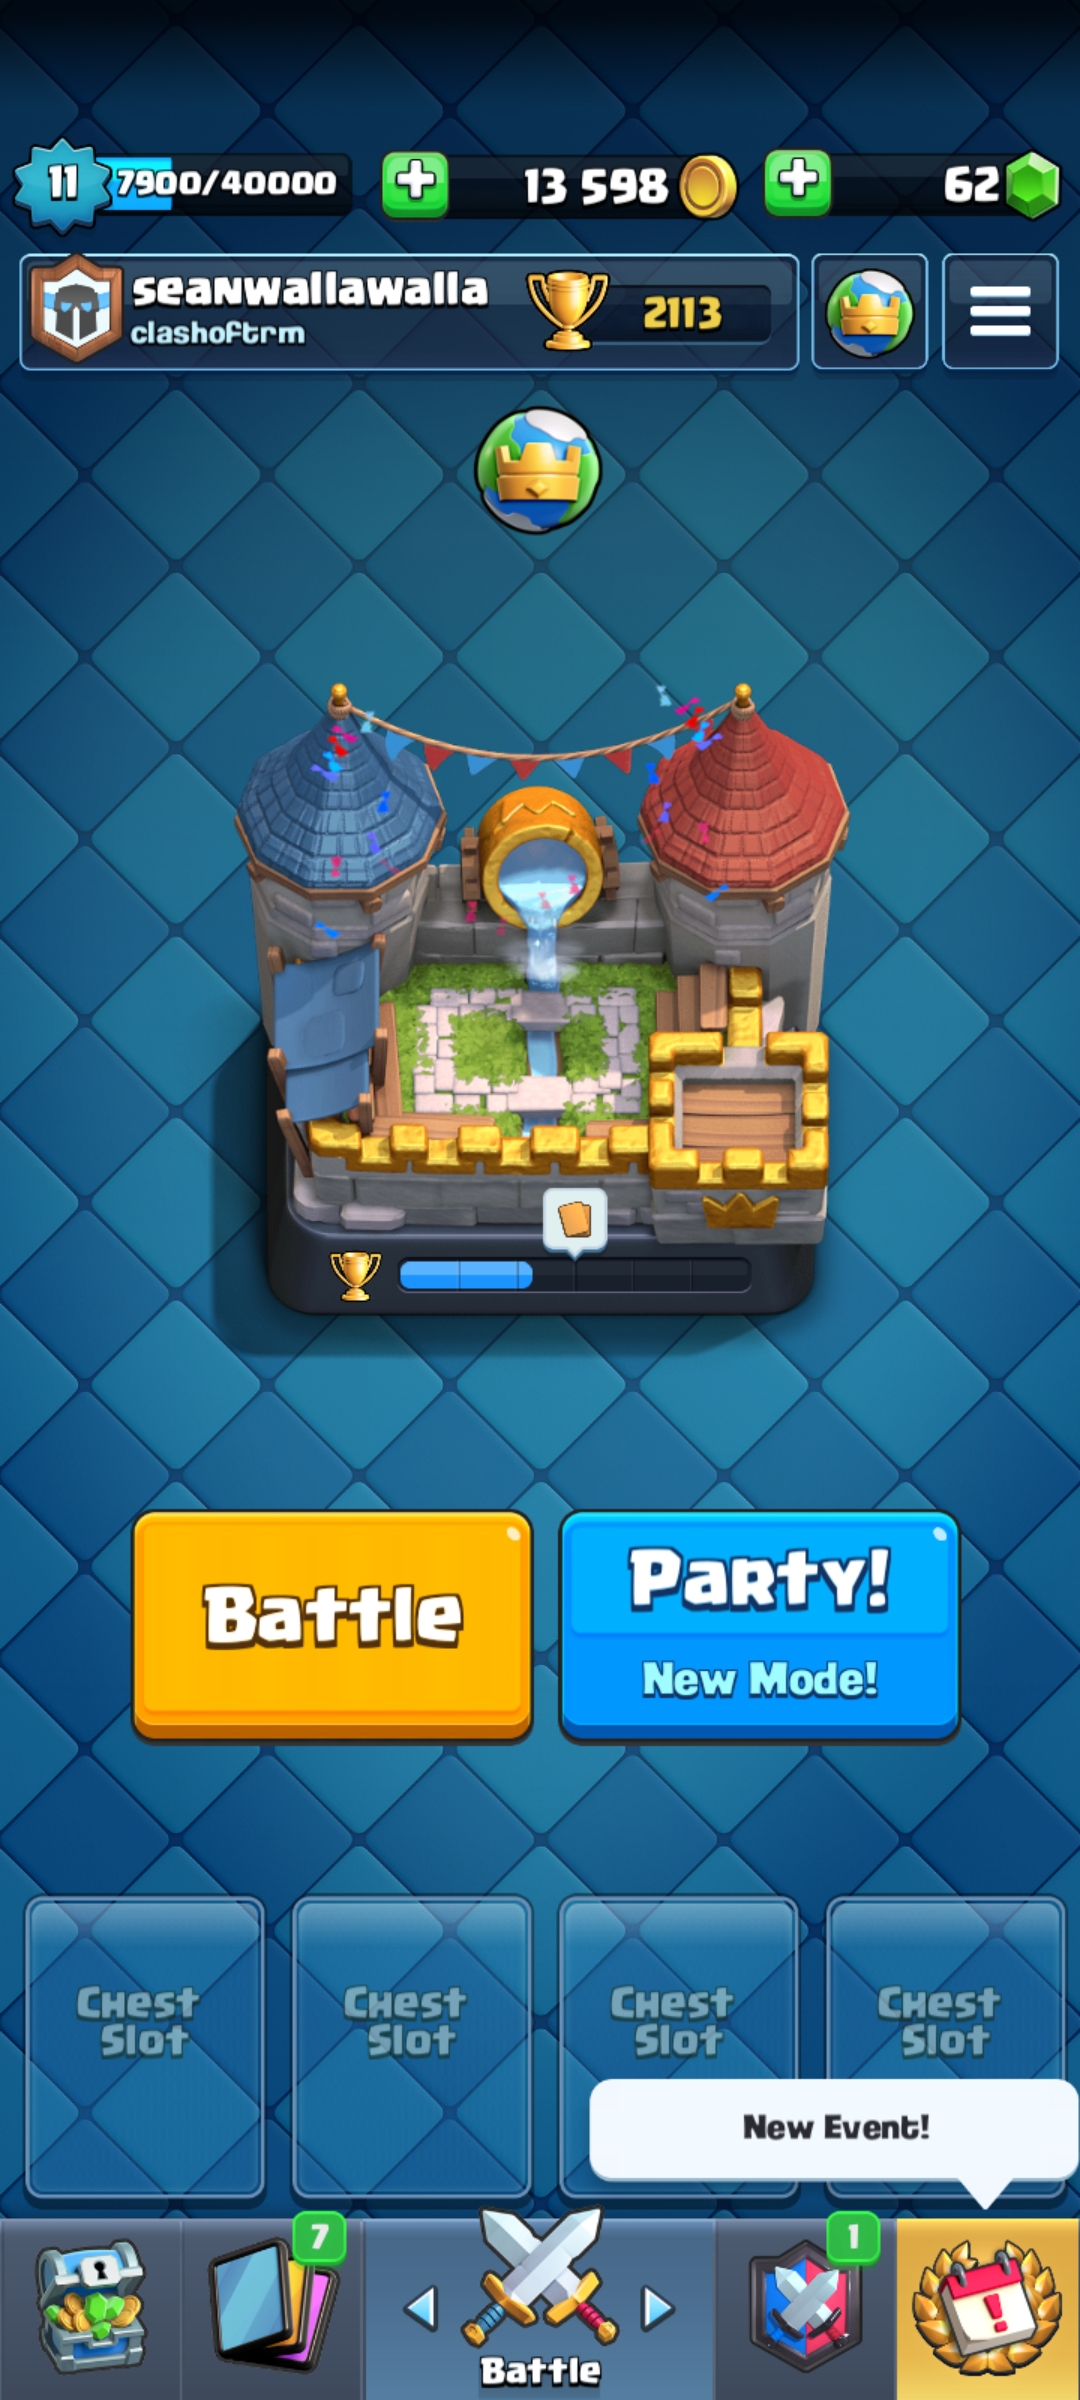 11 7900/40000 13 598 62
seanwallawalla 2113
clashoftrm
Battle
Party!
New Mode!
Chest Slot
Chest Slot
Chest Slot
Chest Slot
New Event!
7
1
!
Battle